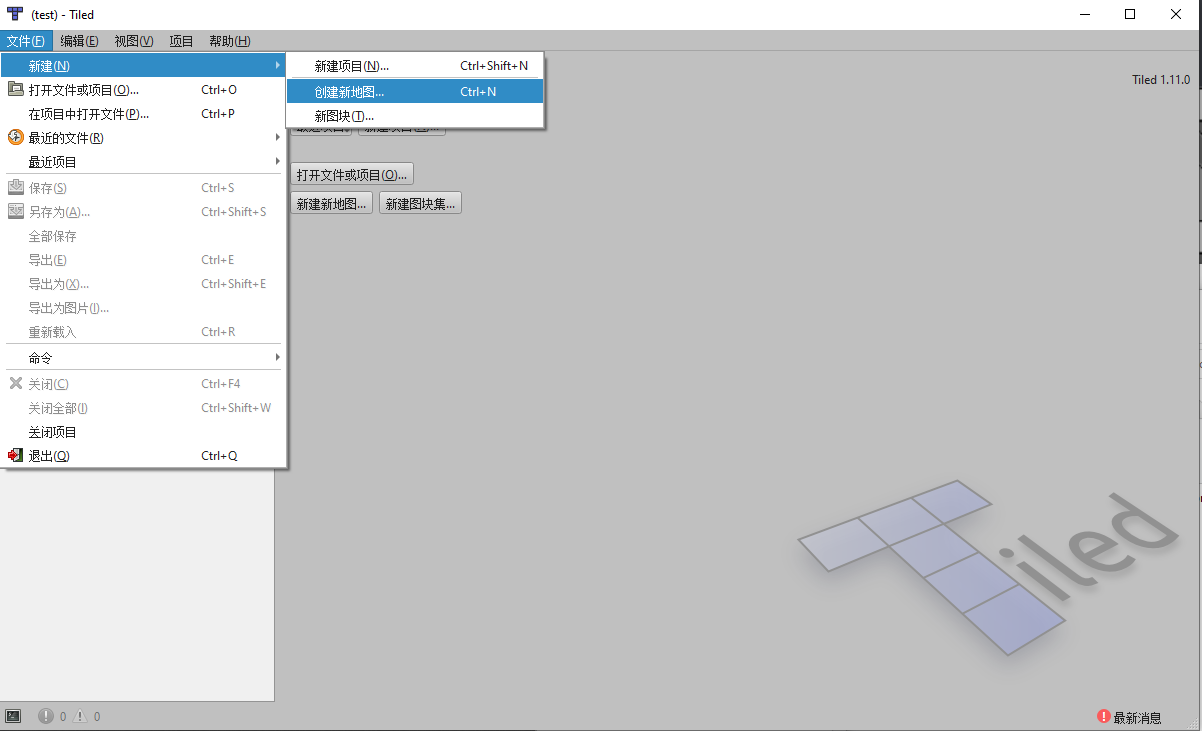 (test) - Tiled
文件(F) 编辑(E) 视图(V) 项目 帮助(H)
新建(N)
打开文件或项目(O)... Ctrl+O
在项目中打开文件(P)... Ctrl+P
最近的文件(R)
最近项目
保存(S) Ctrl+S
另存为(A)... Ctrl+Shift+S
全部保存
导出(E) Ctrl+E
导出为(X)... Ctrl+Shift+E
导出为图片(I)...
重新载入 Ctrl+R
命令
关闭(C) Ctrl+F4
关闭全部(l) Ctrl+Shift+W
关闭项目
退出(Q) Ctrl+Q
新建项目(N)... Ctrl+Shift+N
创建新地图... Ctrl+N
新图块(T)...
Tiled 1.11.0
打开文件或项目(O)...
新建新地图... 新建图块集...
Tiled
0 0
最新消息